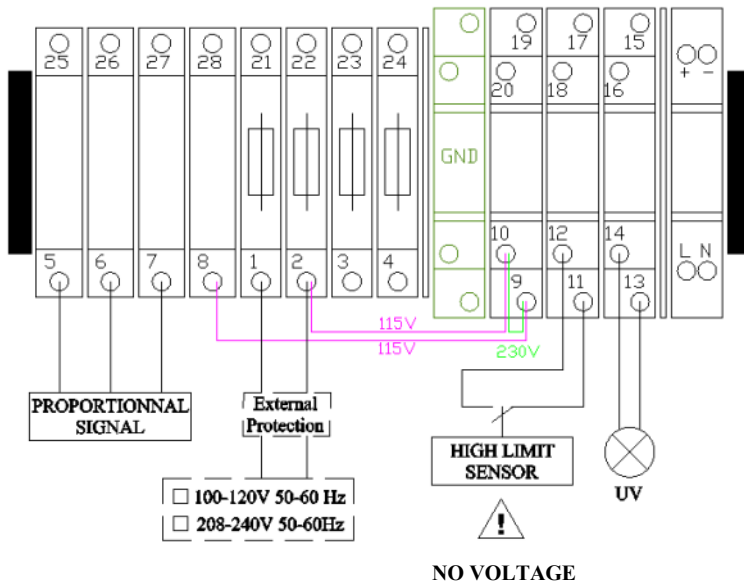 25 26 27 28 21 22 23 24 19 17 15
20 18 16 + −
GND
10 12 14 L N
5 6 7 8 1 2 3 4 9 11 13
115V
115V 230V
PROPORTIONNAL
SIGNAL
External
Protection
100-120V 50-60 Hz
208-240V 50-60Hz
HIGH LIMIT
SENSOR
UV
!
NO VOLTAGE